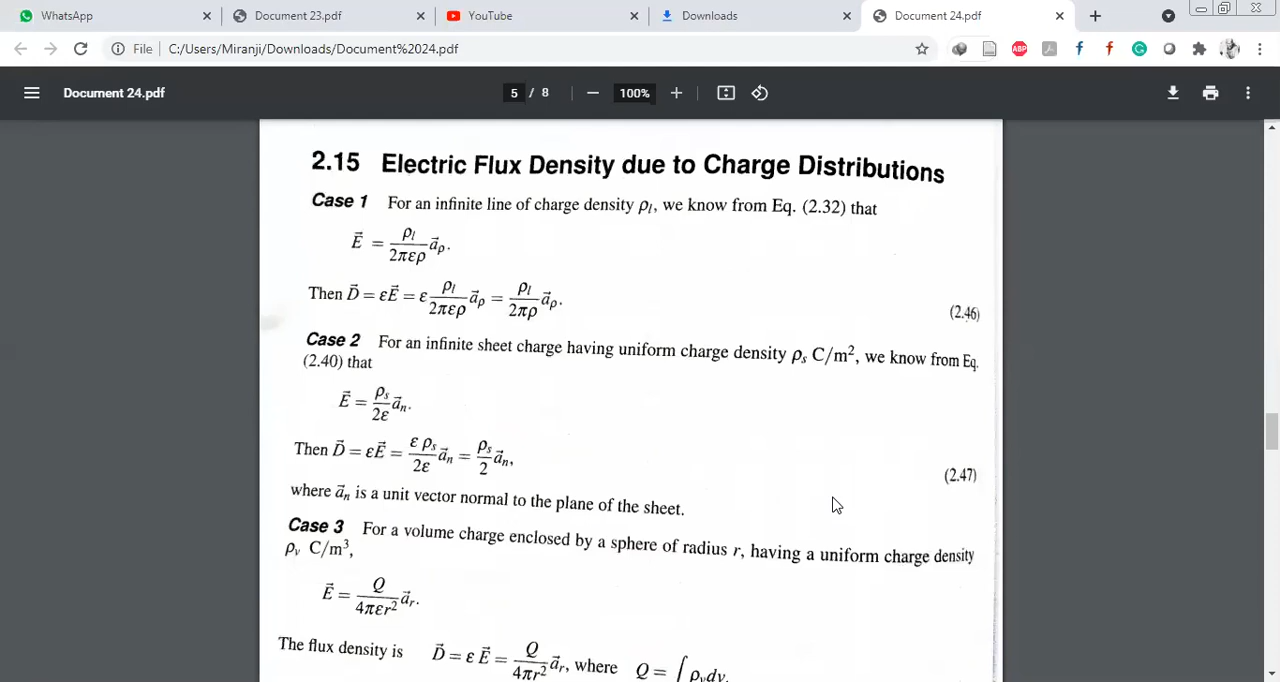 WhatsApp
Document 23.pdf
YouTube
Downloads
Document 24.pdf
File
C:/Users/Miranji/Downloads/Document%2024.pdf
ABP
Document 24.pdf
5 / 8
100%
2.15 Electric Flux Density due to Charge Distributions
Case 1 For an infinite line of charge density ρₗ, we know from Eq. (2.32) that
E⃗ = ρₗ/2περ a⃗ρ.
Then D⃗ = εE⃗ = ε ρₗ/2περ a⃗ρ = ρₗ/2πρ a⃗ρ. (2.46)
Case 2 For an infinite sheet charge having uniform charge density ρₛ C/m², we know from Eq.
(2.40) that
E⃗ = ρₛ/2ε a⃗ₙ.
Then D⃗ = εE⃗ = ε ρₛ/2ε a⃗ₙ = ρₛ/2 a⃗ₙ, (2.47)
where a⃗ₙ is a unit vector normal to the plane of the sheet.
Case 3 For a volume charge enclosed by a sphere of radius r, having a uniform charge density
ρᵥ C/m³,
E⃗ = Q/4πεr² a⃗ᵣ.
The flux density is D⃗ = ε E⃗ = Q/4πr² a⃗ᵣ, where Q = ∫ ρᵥdv.